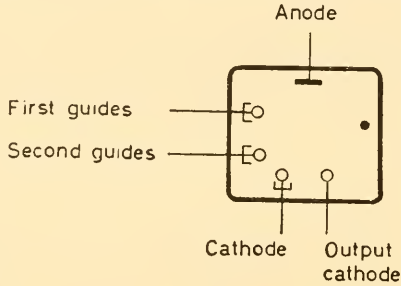 Anode
First guides
Second guides
Cathode
Output
cathode